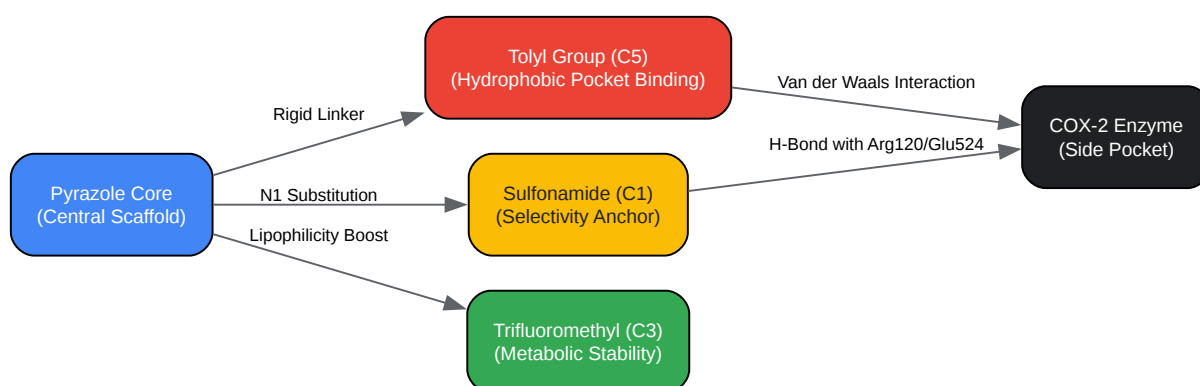 Tolyl Group (C5)
(Hydrophobic Pocket Binding)
Van der Waals Interaction
Rigid Linker
COX-2 Enzyme
(Side Pocket)
H-Bond with Arg120/Glu524
Pyrazole Core
(Central Scaffold)
N1 Substitution
Sulfonamide (C1)
(Selectivity Anchor)
Lipophilicity Boost
Trifluoromethyl (C3)
(Metabolic Stability)